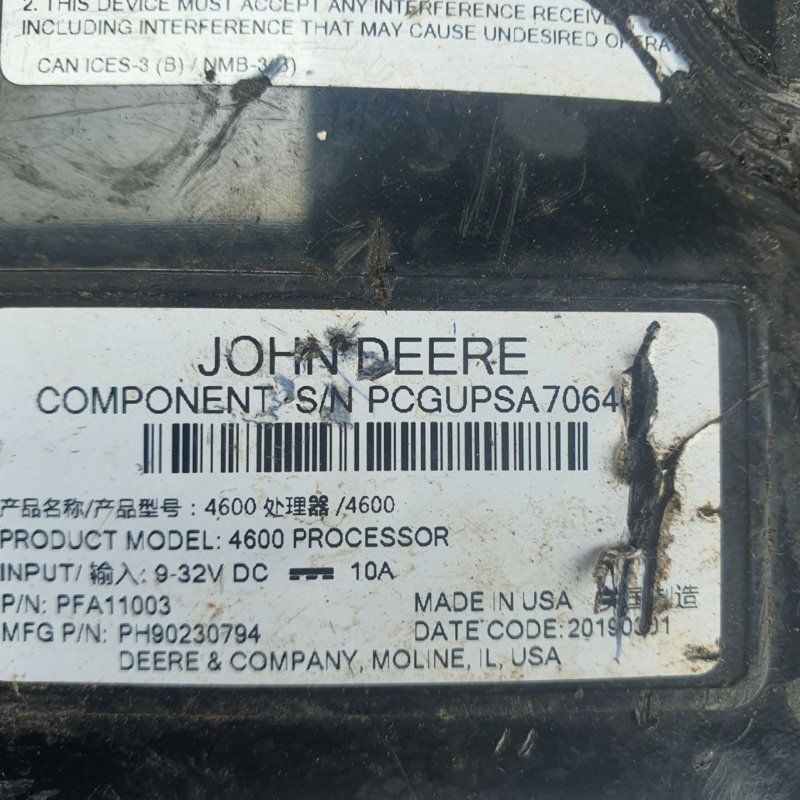 2. THIS DEVICE MUST ACCEPT ANY INTERFERENCE
INCLUDING INTERFERENCE THAT MAY CAUSE UNDESIRED
CAN ICES-3 (B) / NMB-3(B)
JOHN DEERE
COMPONENT S/N
产品名称/产品型号: 4600 处理器 /4600
PRODUCT MODEL: 4600 PROCESSOR
INPUT/ 输入: 9-32V DC 10A
P/N: PFA11003
MADE IN USA
MFG P/N: PH90230794
DATE CODE: 20190301
DEERE & COMPANY, MOLINE, IL, USA